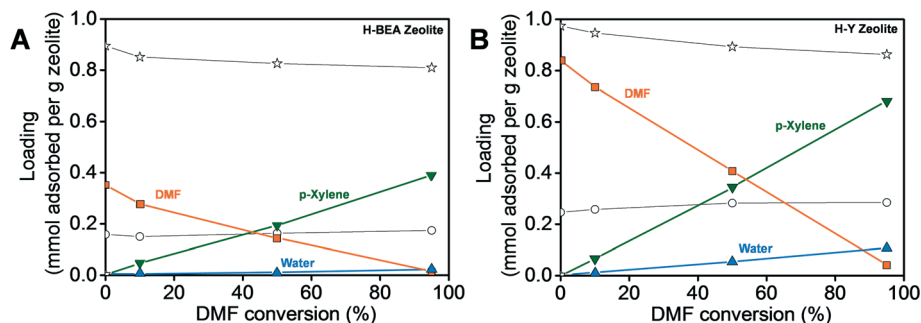 A
H-BEA Zeolite
Loading
(mmol adsorbed per g zeolite)
1.0
0.8
0.6
0.4
0.2
0.0
DMF
p-Xylene
Water
0 20 40 60 80 100
DMF conversion (%)
B
H-Y Zeolite
Loading
(mmol adsorbed per g zeolite)
1.0
0.8
0.6
0.4
0.2
0.0
DMF
p-Xylene
Water
0 20 40 60 80 100
DMF conversion (%)